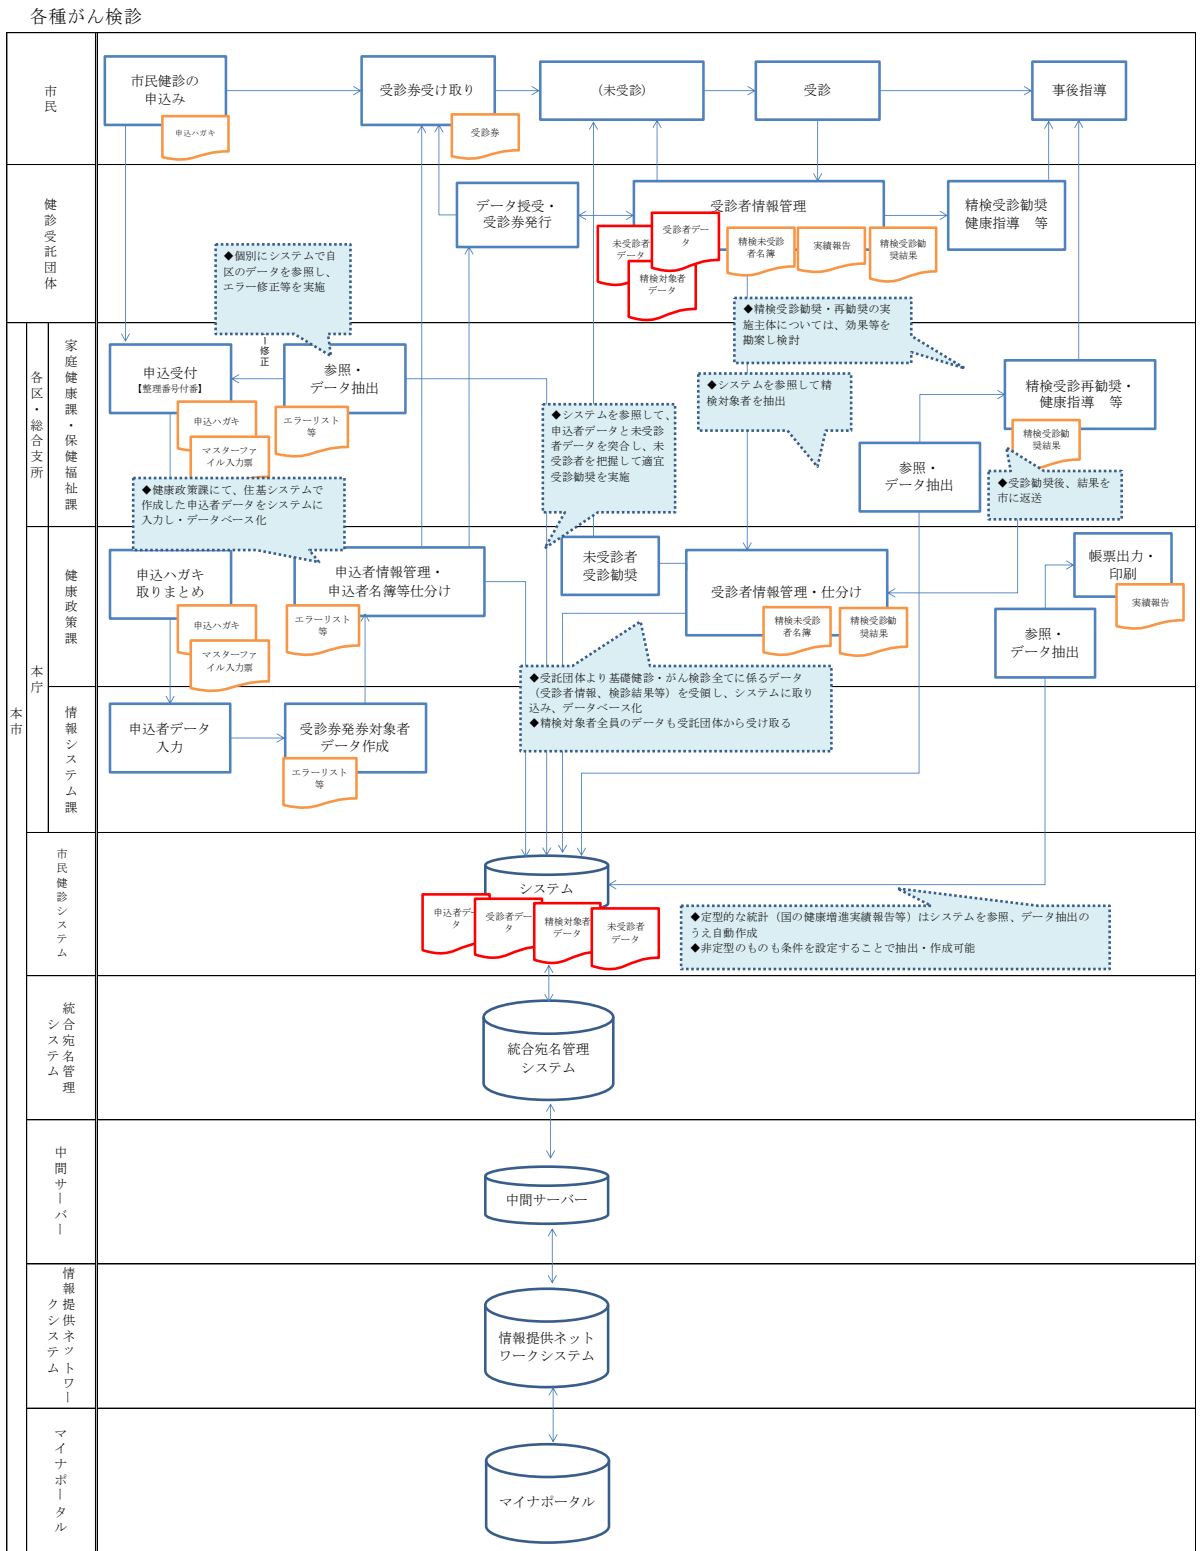 各種がん検診
市民
市民健診の
申込み
申込ハガキ
受診券受け取り
受診券
(未受診)
受診
事後指導
健診受託団体
データ授受・
受診券発行
受診者情報管理
未受診者
データ
受診者デー
タ
精検対象者
データ
精検未受診
者名簿
実績報告
精検受診勧
奨結果
精検受診勧奨
健康指導　等
◆個別にシステムで自
区のデータを参照し、
エラー修正等を実施
◆精検受診勧奨・再勧奨の実
施主体については、効果等を
勘案し検討
本市
各区・総合支所
家庭健康課・保健福祉課
申込受付
【整理番号付番】
申込ハガキ
マスターファ
イル入力票
修正
参照・
データ抽出
エラーリスト
等
◆システムを参照して、
申込者データと未受診
者データを突合し、未
受診者を把握して適宜
受診勧奨を実施
◆システムを参照して精
検対象者を抽出
参照・
データ抽出
精検受診再勧奨・
健康指導　等
精検受診勧
奨結果
◆受診勧奨後、結果を
市に返送
◆健康政策課にて、住基システムで
作成した申込者データをシステムに
入力し・データベース化
本庁
健康政策課
申込ハガキ
取りまとめ
申込ハガキ
マスターファ
イル入力票
申込者情報管理・
申込者名簿等仕分け
エラーリスト
等
未受診者
受診勧奨
受診者情報管理・仕分け
精検未受診
者名簿
精検受診勧
奨結果
参照・
データ抽出
帳票出力・
印刷
実績報告
◆受託団体より基礎健診・がん検診全てに係るデータ
（受診者情報、検診結果等）を受領し、システムに取り
込み、データベース化
◆精検対象者全員のデータも受託団体から受け取る
情報システム課
申込者データ
入力
受診券発券対象者
データ作成
エラーリスト
等
市民健診システム
システム
申込者デー
タ
受診者デー
タ
精検対象者
データ
未受診者
データ
◆定型的な統計（国の健康増進実績報告等）はシステムを参照、データ抽出の
うえ自動作成
◆非定型のものも条件を設定することで抽出・作成可能
統合宛名管理
システム
統合宛名管理
システム
中間サーバー
中間サーバー
情報提供ネットワー
クシステム
情報提供ネット
ワークシステム
マイナポータル
マイナポータル